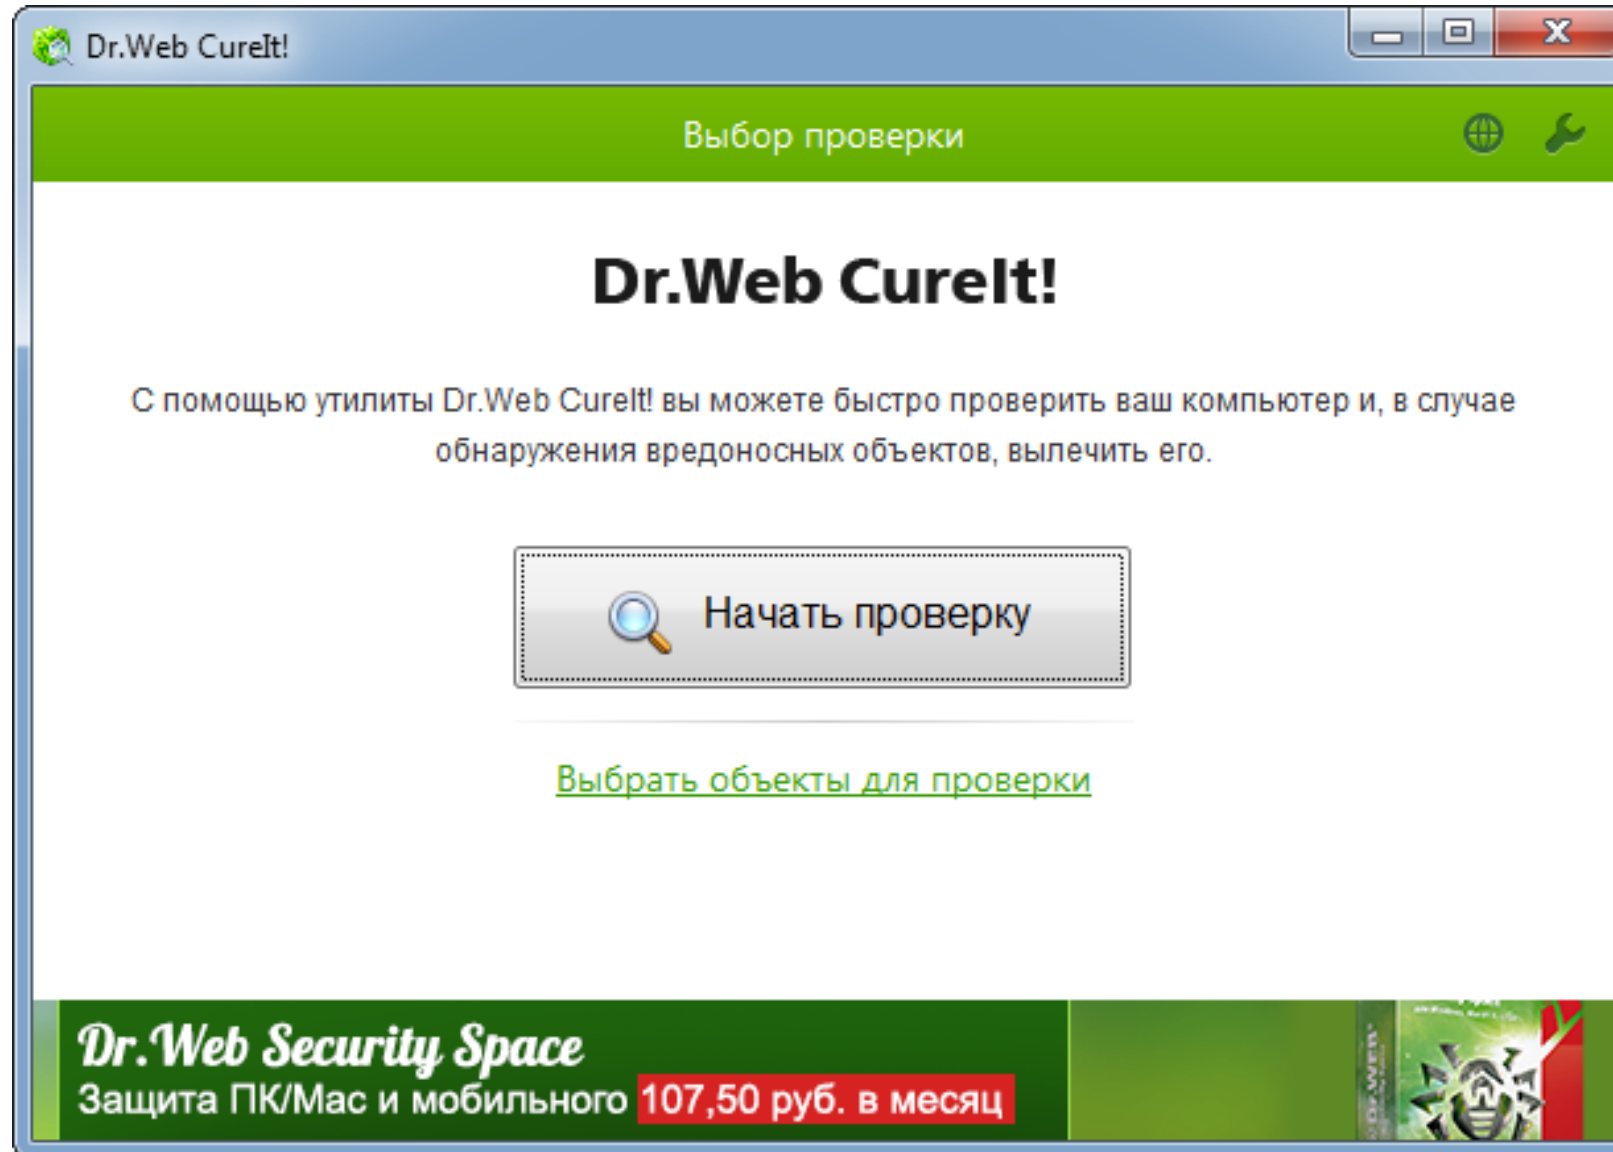 Dr.Web CureIt!
Выбор проверки
Dr.Web CureIt!
С помощью утилиты Dr.Web CureIt! вы можете быстро проверить ваш компьютер и, в случае
обнаружения вредоносных объектов, вылечить его.
Начать проверку
Выбрать объекты для проверки
Dr.Web Security Space
Защита ПК/Mac и мобильного 107,50 руб. в месяц